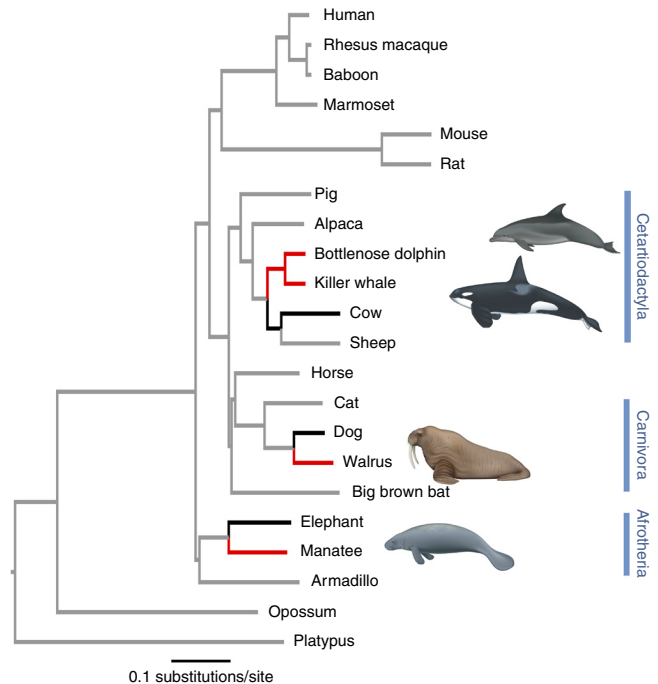 Human
Rhesus macaque
Baboon
Marmoset
Mouse
Rat
Pig
Alpaca
Bottlenose dolphin
Killer whale
Cow
Sheep
Cetartiodactyla
Horse
Cat
Dog
Walrus
Big brown bat
Carnivora
Elephant
Manatee
Armadillo
Afrotheria
Opossum
Platypus
0.1 substitutions/site